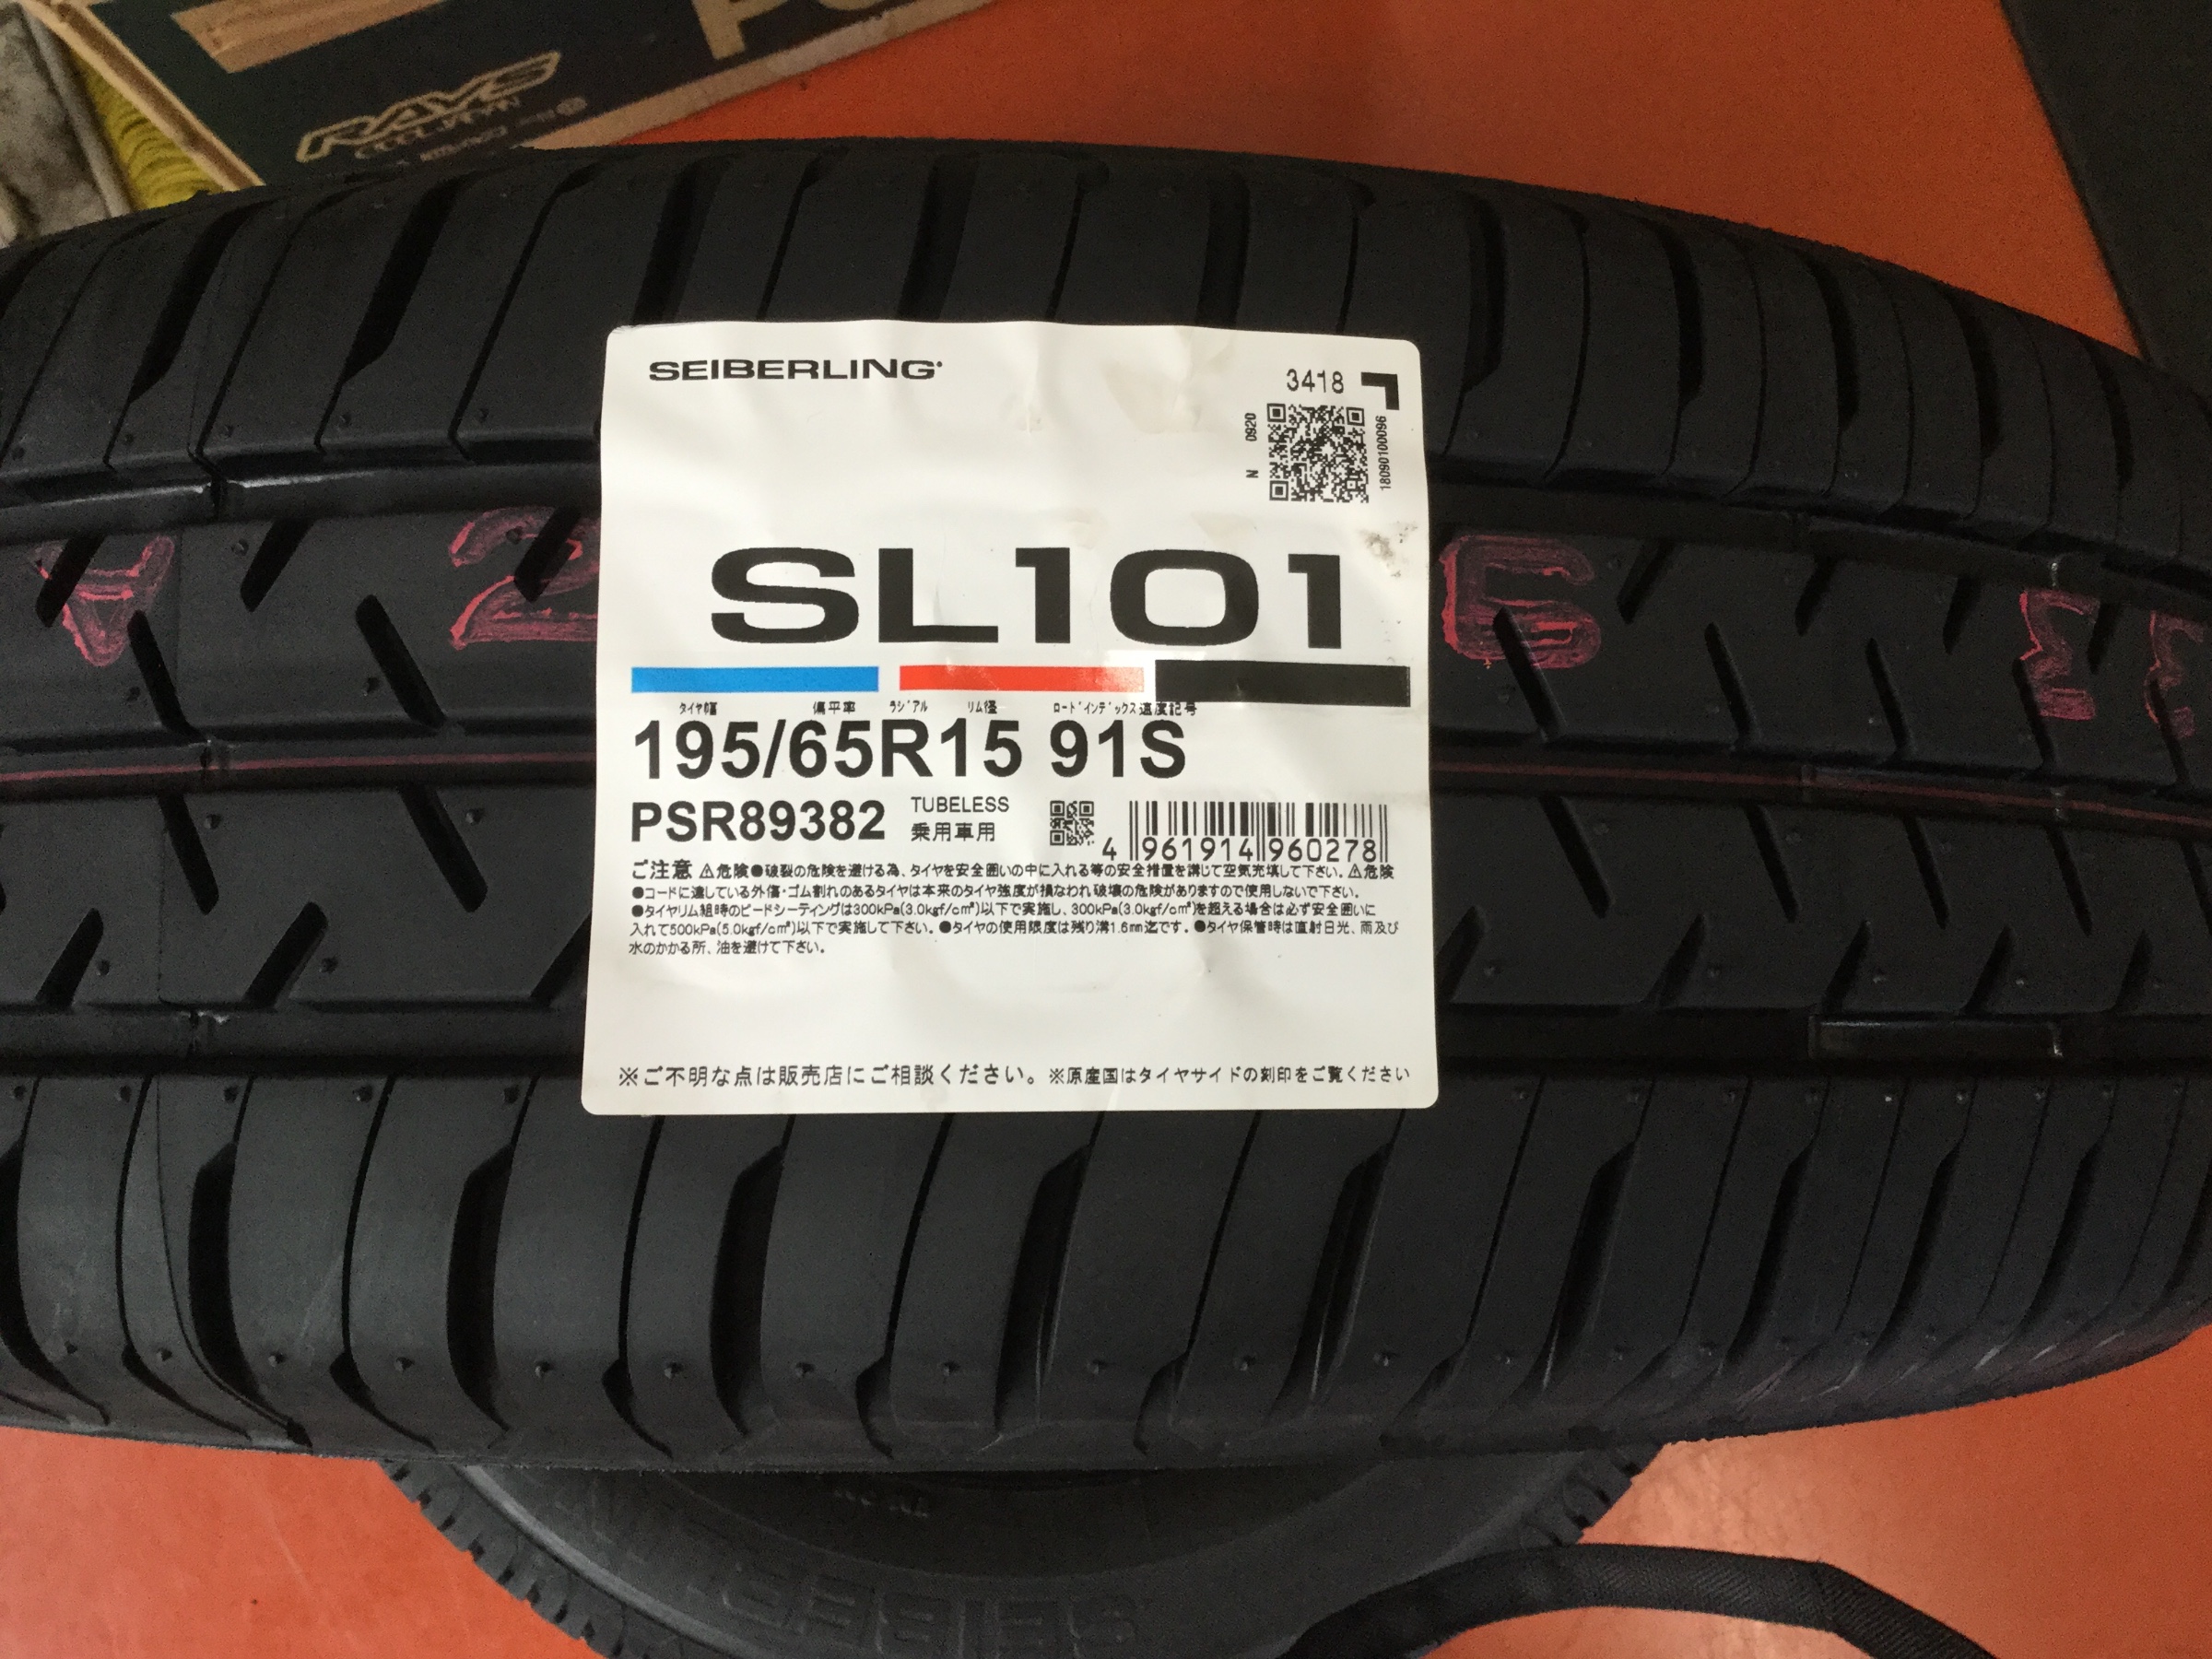 RAYS
SEIBERLING
3418
N 0920
180901000096
SL101
タイヤ幅 偏平率 ラジアル リム径 ロードインデックス 速度記号
195/65R15 91S
PSR89382 TUBELESS
乗用車用
4 961914 960278
ご注意 ⚠危険●破裂の危険を避ける為、タイヤを安全囲いの中に入れる等の安全措置を講じて空気充填して下さい。⚠危険
●コードに達している外傷・ゴム割れのあるタイヤは本来のタイヤ強度が損なわれ破壊の危険がありますので使用しないで下さい。
●タイヤリム組時のビードシーティングは300kPa(3.0kgf/c㎡)以下で実施し、300kPa(3.0kgf/c㎡)を超える場合は必ず安全囲いに
入れて500kPa(5.0kgf/c㎡)以下で実施して下さい。●タイヤの使用限度は残り溝1.6mm迄です。●タイヤ保管時は直射日光、雨及び
水のかかる所、油を避けて下さい。
※ご不明な点は販売店にご相談ください。※原産国はタイヤサイドの刻印をご覧ください
2